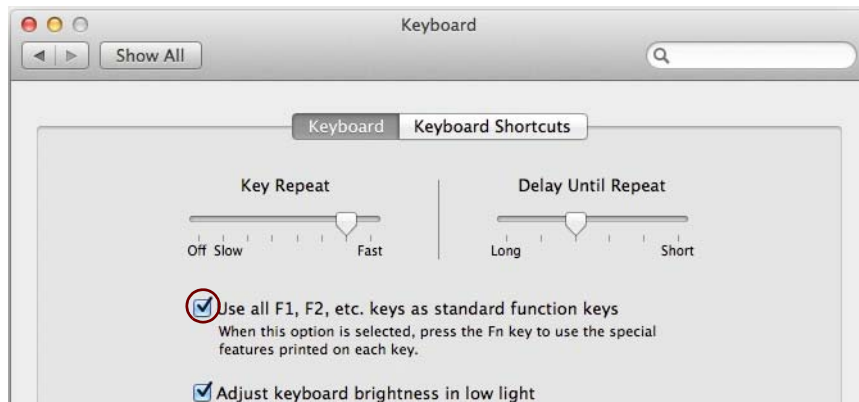 Keyboard
Show All
Keyboard Keyboard Shortcuts
Key Repeat Delay Until Repeat
Off Slow Fast Long Short
Use all F1, F2, etc. keys as standard function keys
When this option is selected, press the Fn key to use the special
features printed on each key.
Adjust keyboard brightness in low light